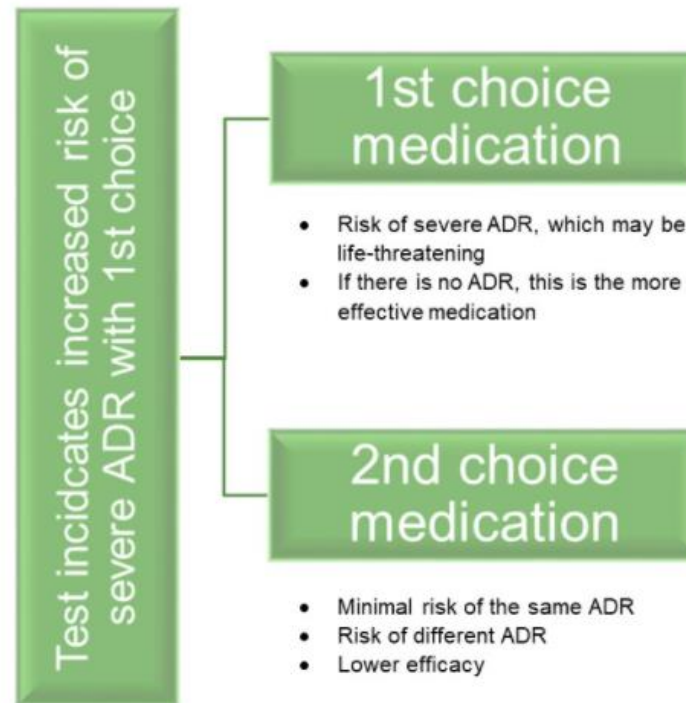 Test incidcates increased risk of
severe ADR with 1st choice
1st choice
medication
• Risk of severe ADR, which may be
life-threatening
• If there is no ADR, this is the more
effective medication
2nd choice
medication
• Minimal risk of the same ADR
• Risk of different ADR
• Lower efficacy